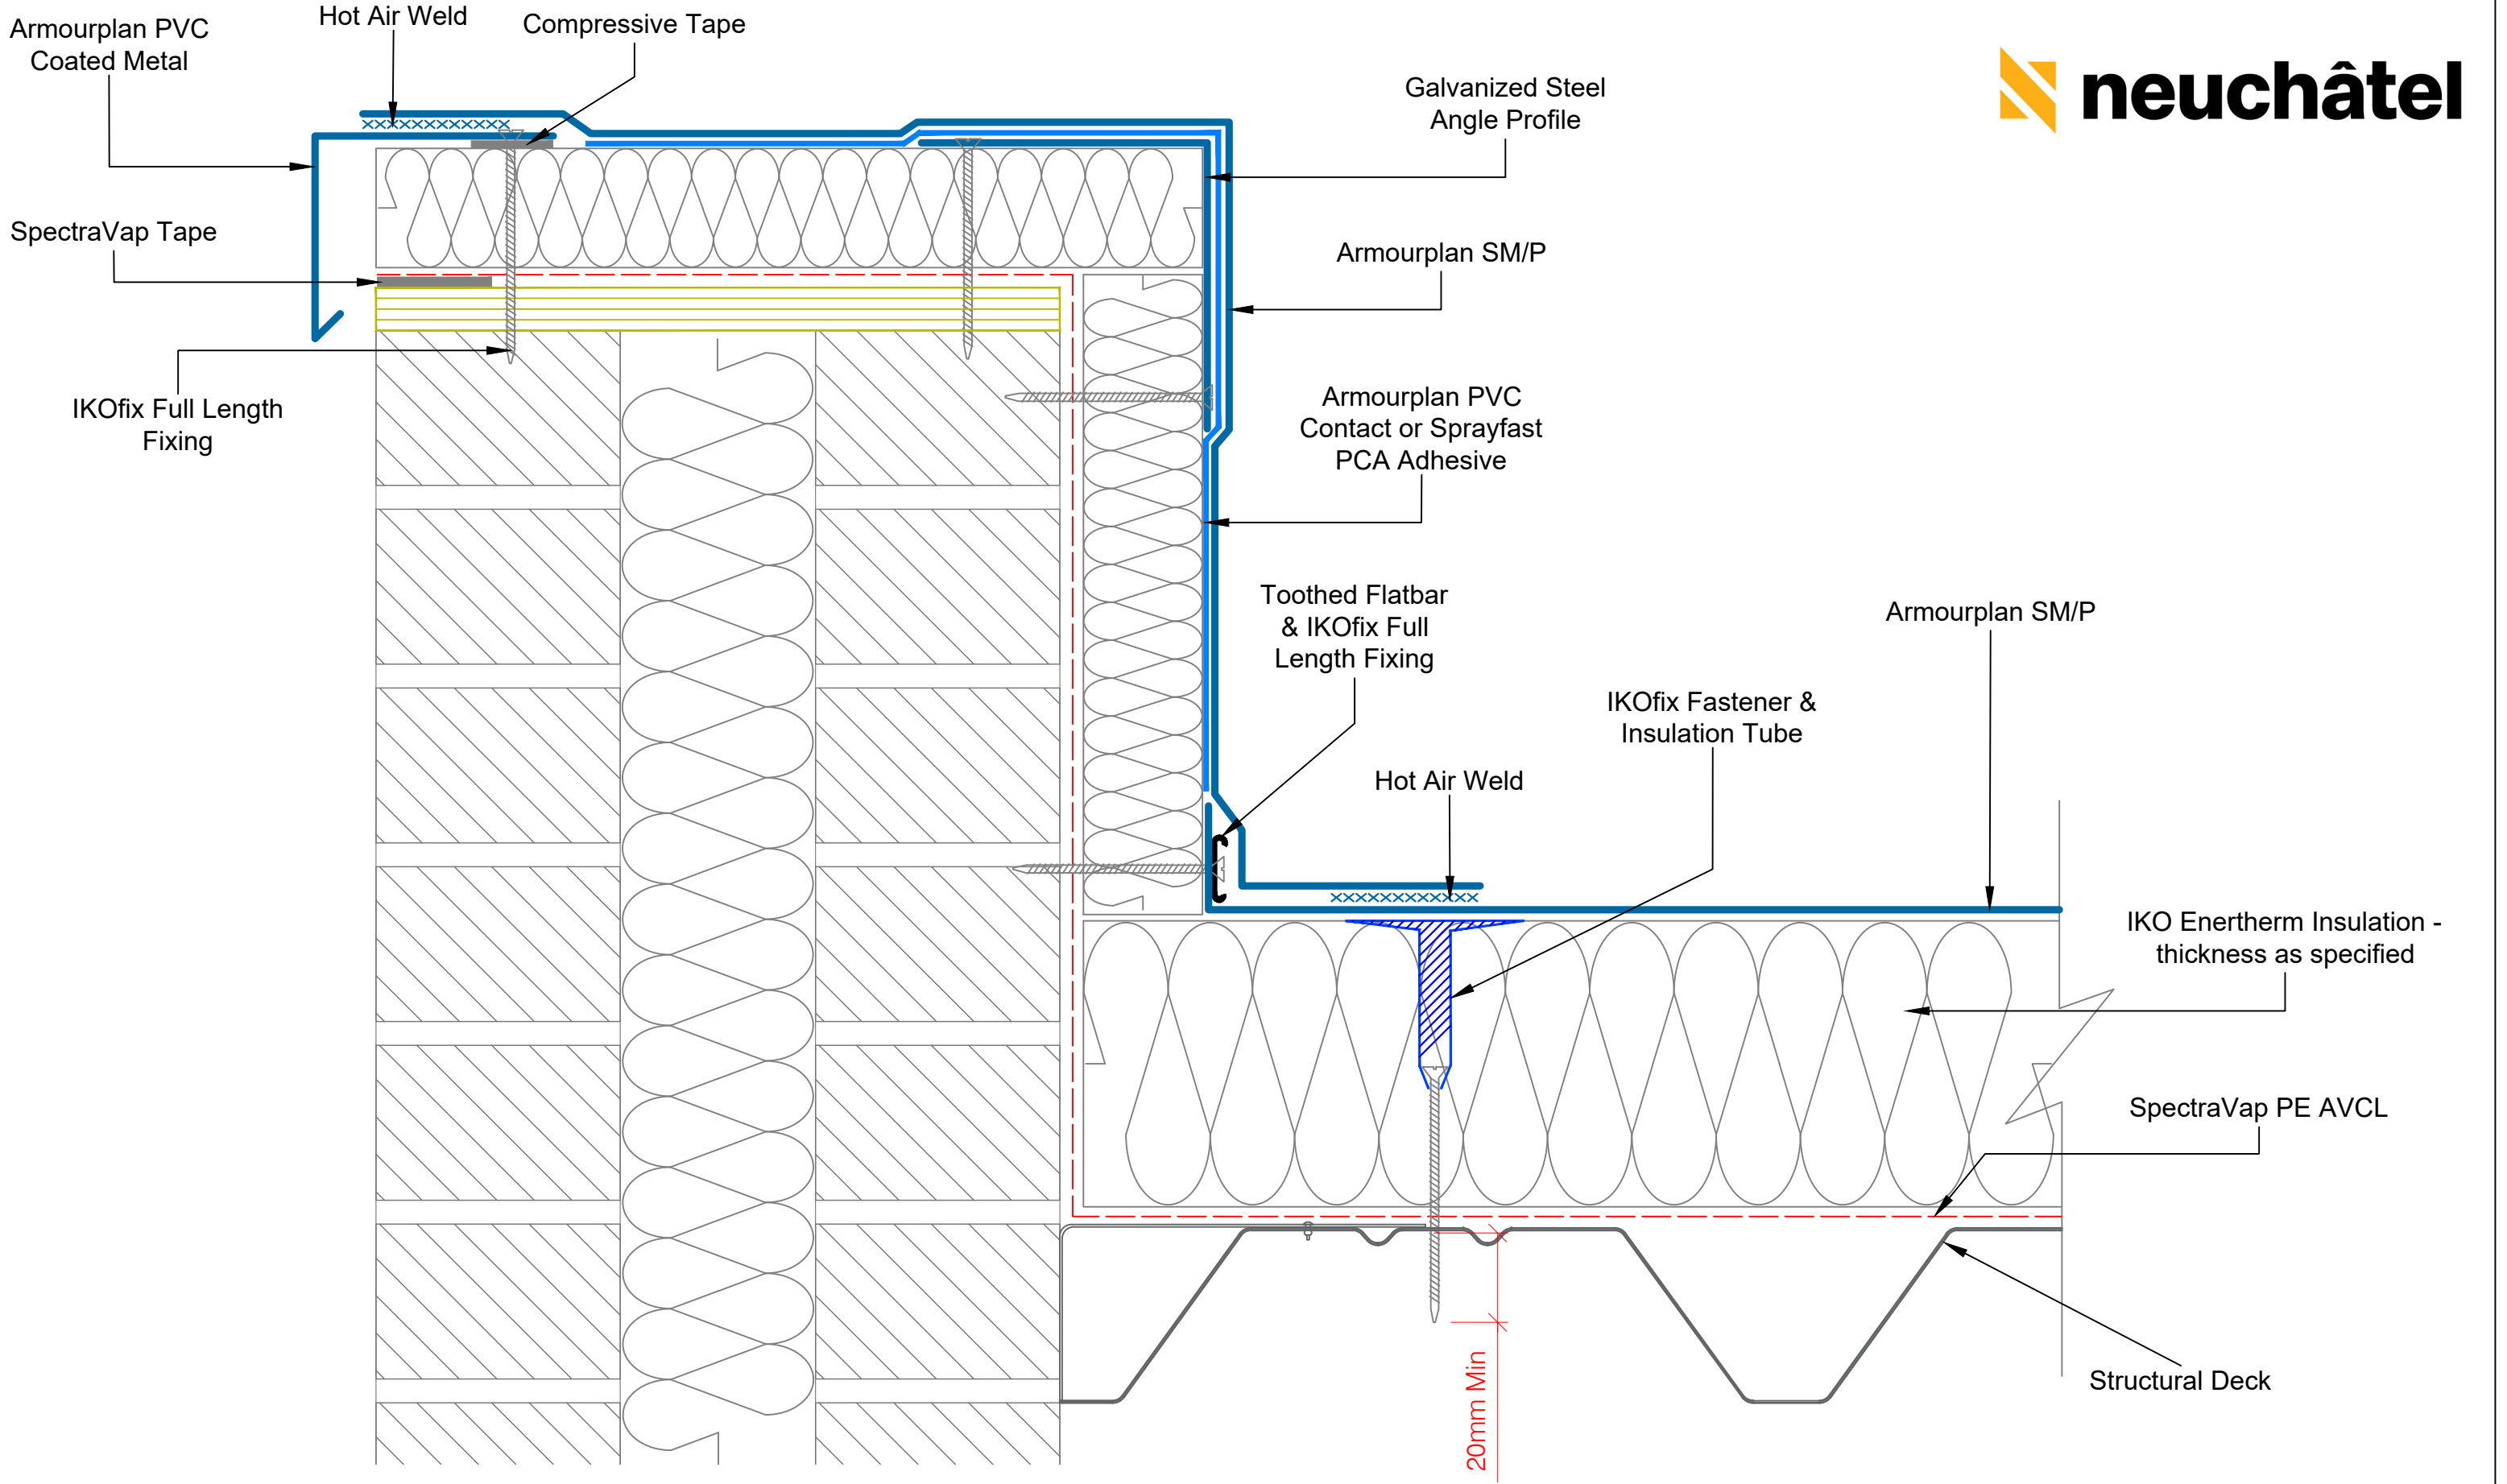 Hot Air Weld
Compressive Tape
Armourplan PVC
Coated Metal
neuchâtel
Galvanized Steel
Angle Profile
SpectraVap Tape
Armourplan SM/P
IKOfix Full Length
Fixing
Armourplan PVC
Contact or Sprayfast
PCA Adhesive
Toothed Flatbar
& IKOfix Full
Length Fixing
Armourplan SM/P
IKOfix Fastener &
Insulation Tube
Hot Air Weld
IKO Enertherm Insulation -
thickness as specified
SpectraVap PE AVCL
Structural Deck
20mm Min